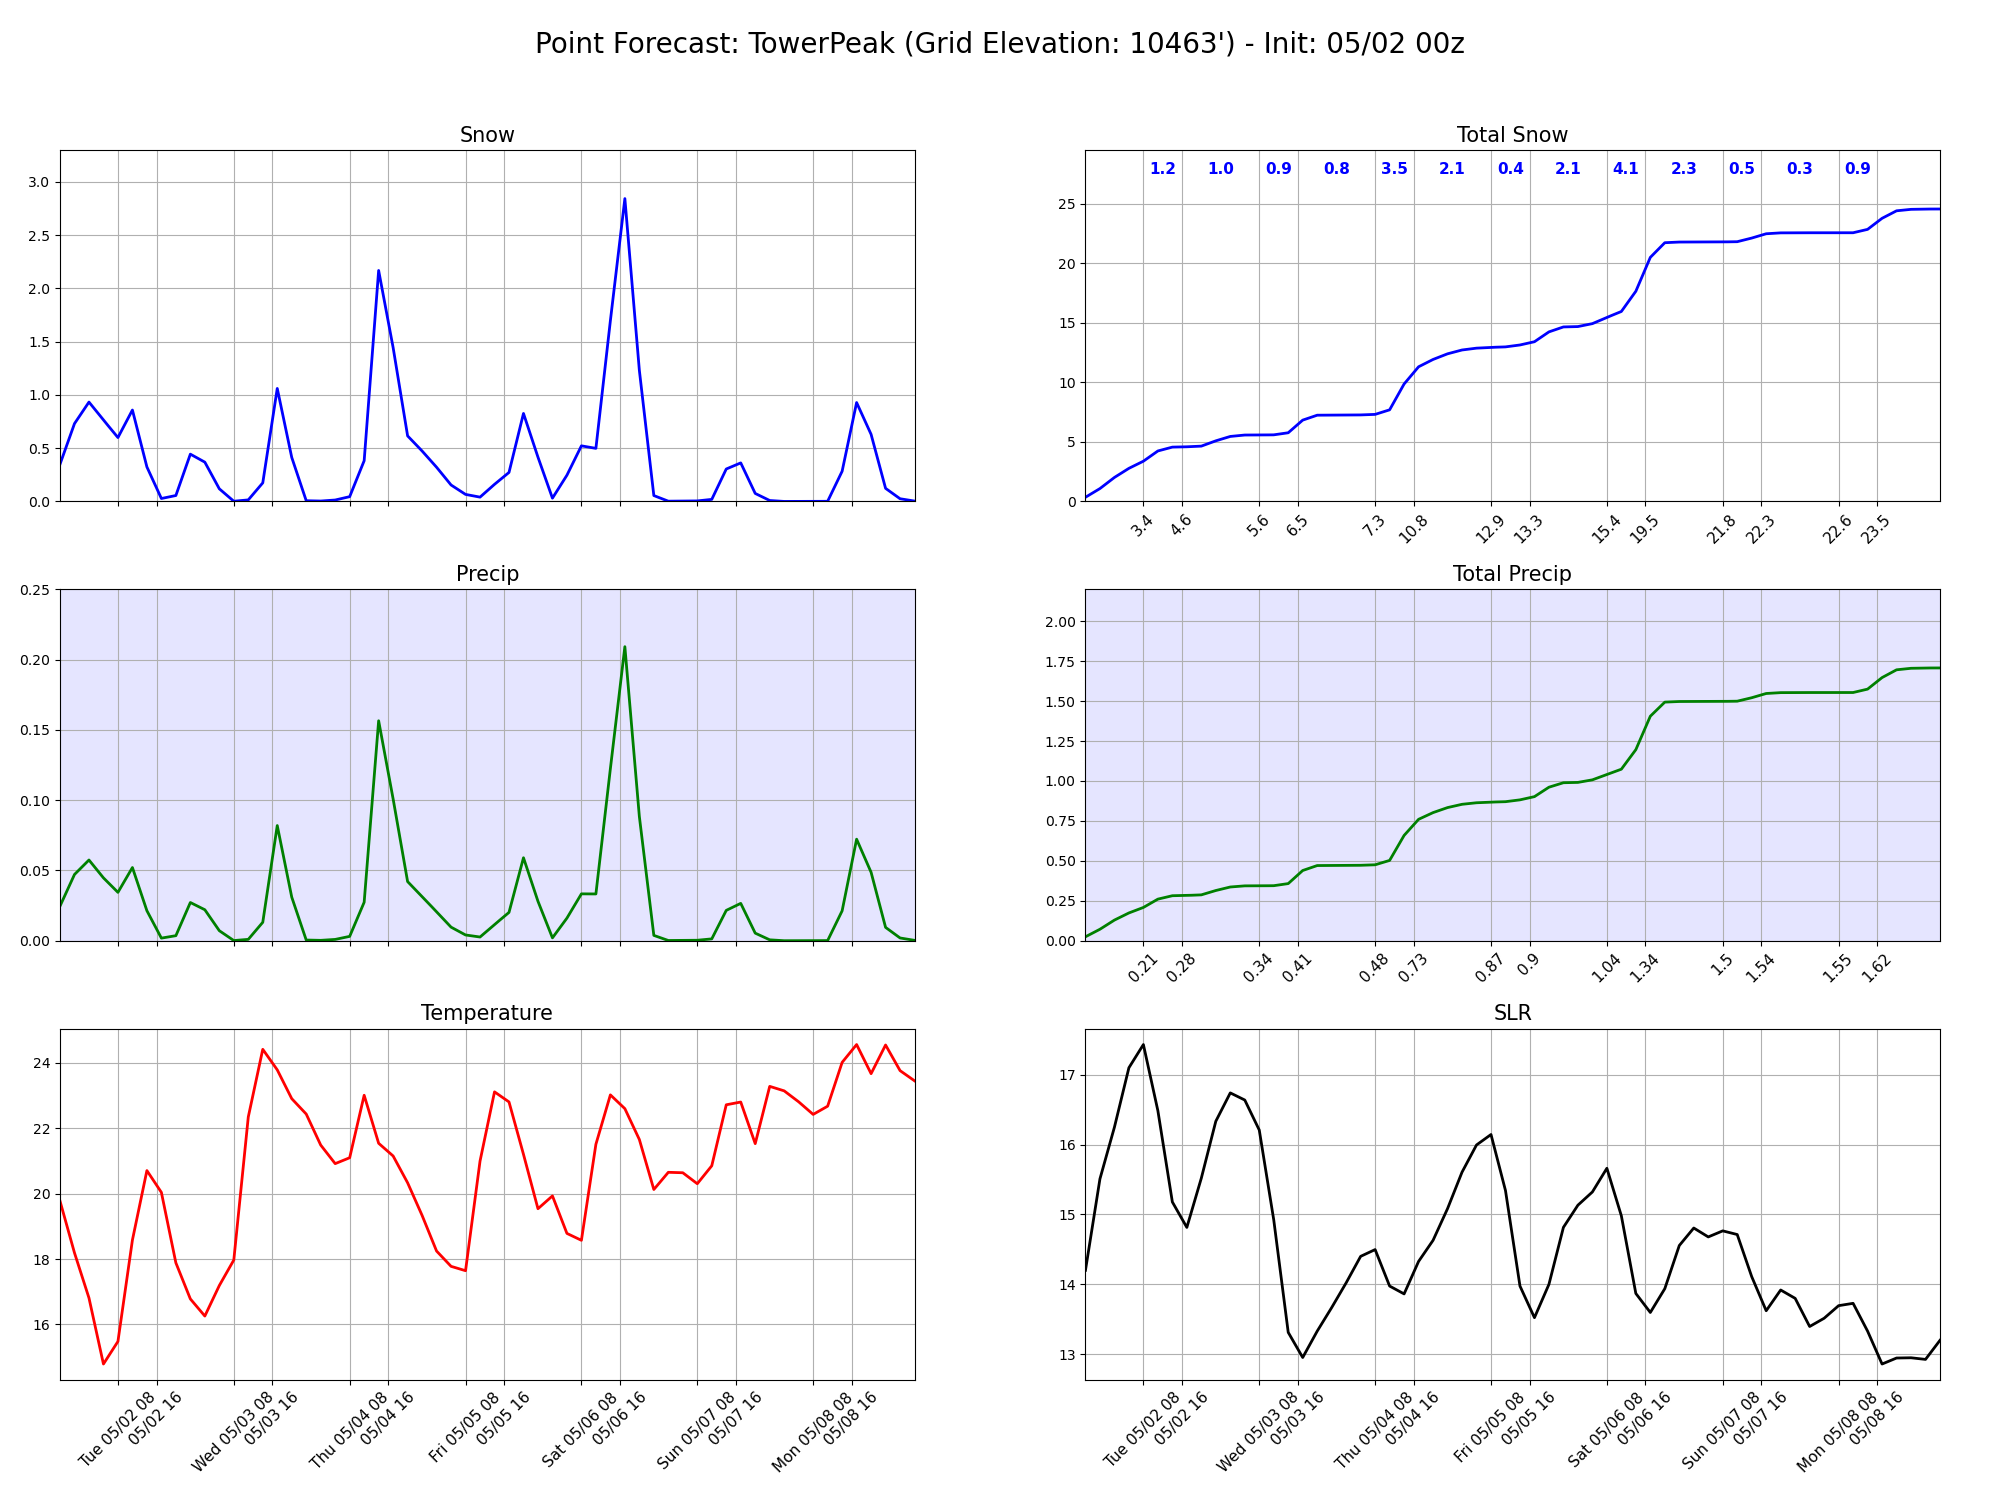 Point Forecast: TowerPeak (Grid Elevation: 10463') - Init: 05/02 00z
Snow
3.0
2.5
2.0
1.5
1.0
0.5
0.0
Total Snow
1.2 1.0 0.9 0.8 3.5 2.1 0.4 2.1 4.1 2.3 0.5 0.3 0.9
25
20
15
10
5
0
3.4 4.6 5.6 6.5 7.3 10.8 12.9 13.3 15.4 19.5 21.8 22.3 22.6 23.5
Precip
0.25
0.20
0.15
0.10
0.05
0.00
Total Precip
2.00
1.75
1.50
1.25
1.00
0.75
0.50
0.25
0.00
0.21 0.28 0.34 0.41 0.48 0.73 0.87 0.9 1.04 1.34 1.5 1.54 1.55 1.62
Temperature
24
22
20
18
16
Tue 05/02 08
05/02 16
Wed 05/03 08
05/03 16
Thu 05/04 08
05/04 16
Fri 05/05 08
05/05 16
Sat 05/06 08
05/06 16
Sun 05/07 08
05/07 16
Mon 05/08 08
05/08 16
SLR
17
16
15
14
13
Tue 05/02 08
05/02 16
Wed 05/03 08
05/03 16
Thu 05/04 08
05/04 16
Fri 05/05 08
05/05 16
Sat 05/06 08
05/06 16
Sun 05/07 08
05/07 16
Mon 05/08 08
05/08 16